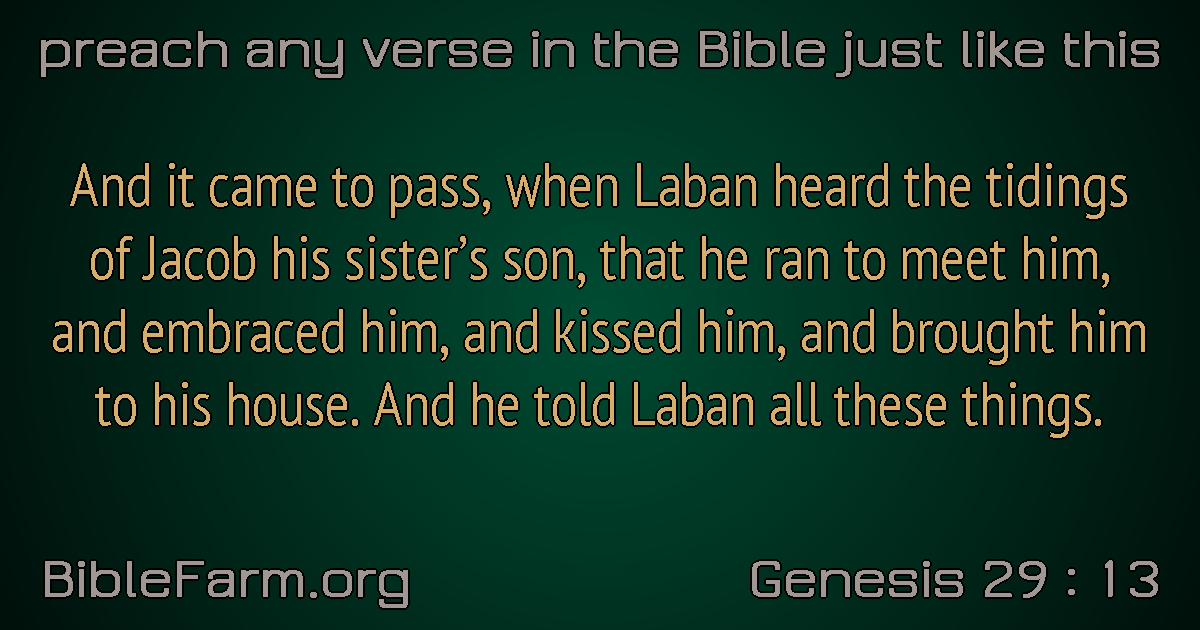 preach any verse in the Bible just like this
And it came to pass, when Laban heard the tidings
of Jacob his sister’s son, that he ran to meet him,
and embraced him, and kissed him, and brought him
to his house. And he told Laban all these things.
BibleFarm.org
Genesis 29 : 13